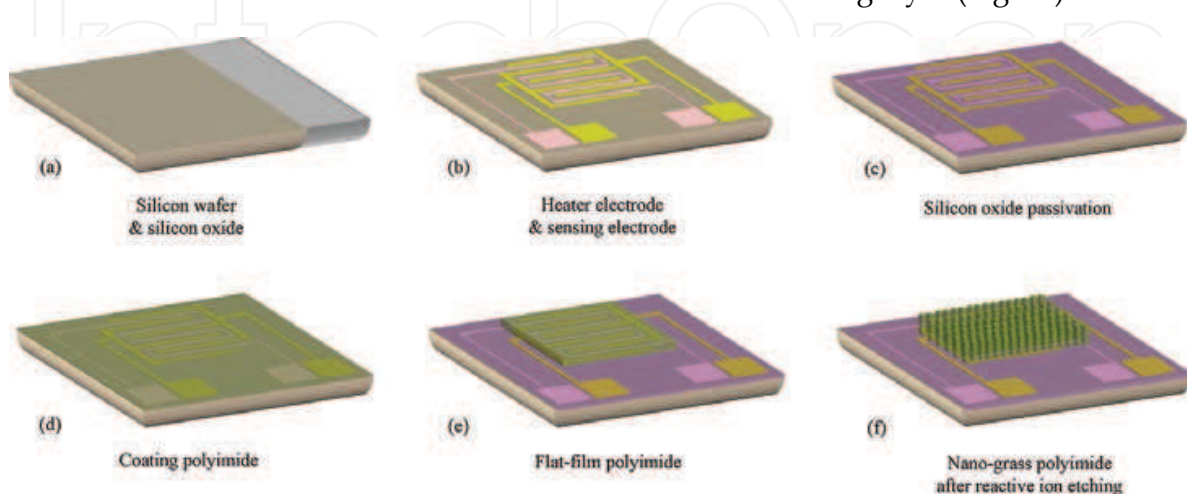 (a)
Silicon wafer
& silicon oxide
(b)
Heater electrode
& sensing electrode
(c)
Silicon oxide passivation
(d)
Coating polyimide
(e)
Flat-film polyimide
(f)
Nano-grass polyimide
after reactive ion etching